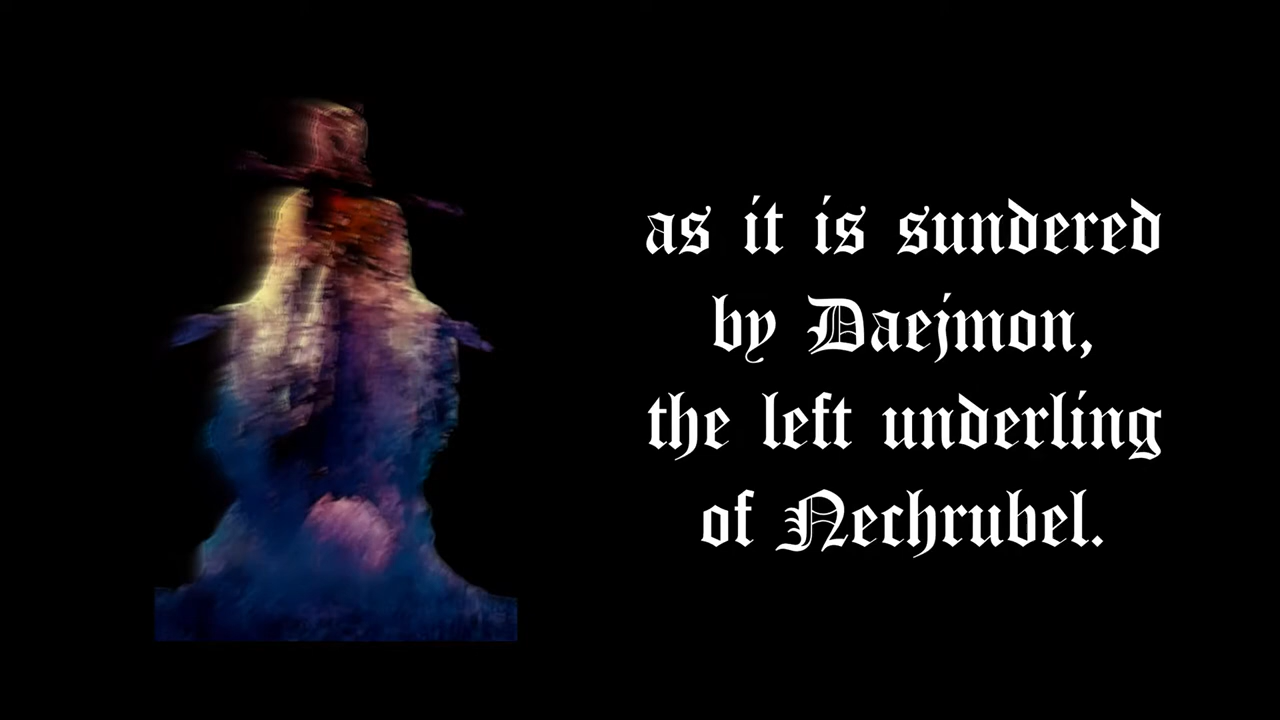 as it is sundered
by Daejmon,
the left underling
of Nechrubel.